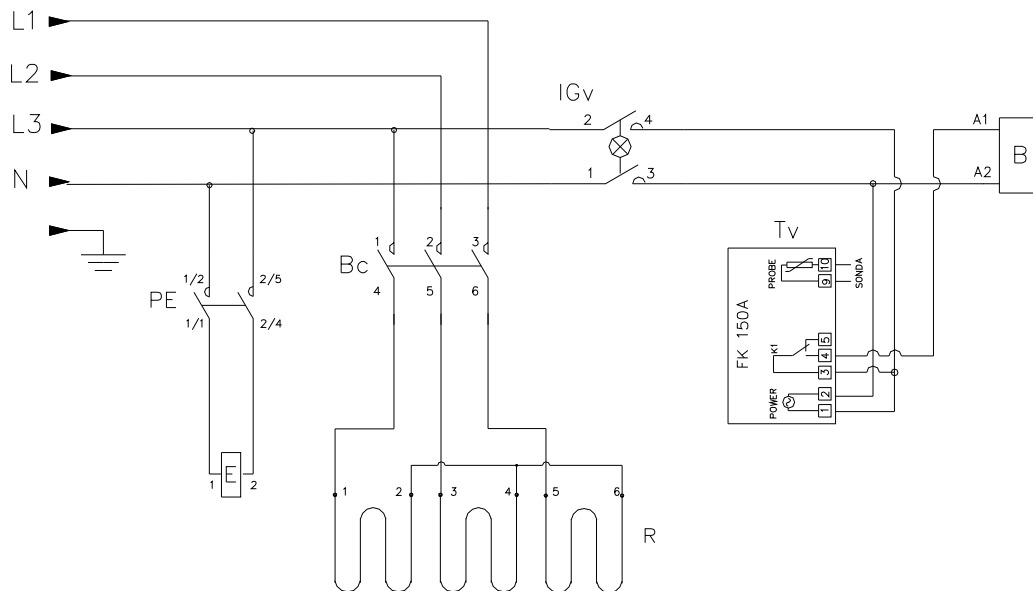 L1
L2
L3
N
IGv
2 4
1 3
A1
A2
B
PE
1/2 2/5
1/1 2/4
1 E 2
Bc
1 2 3
4 5 6
1 2 3 4 5 6
R
Tv
FK 150A
PROBE
10
9
SONDA
K1
5
4
3
POWER
2
1